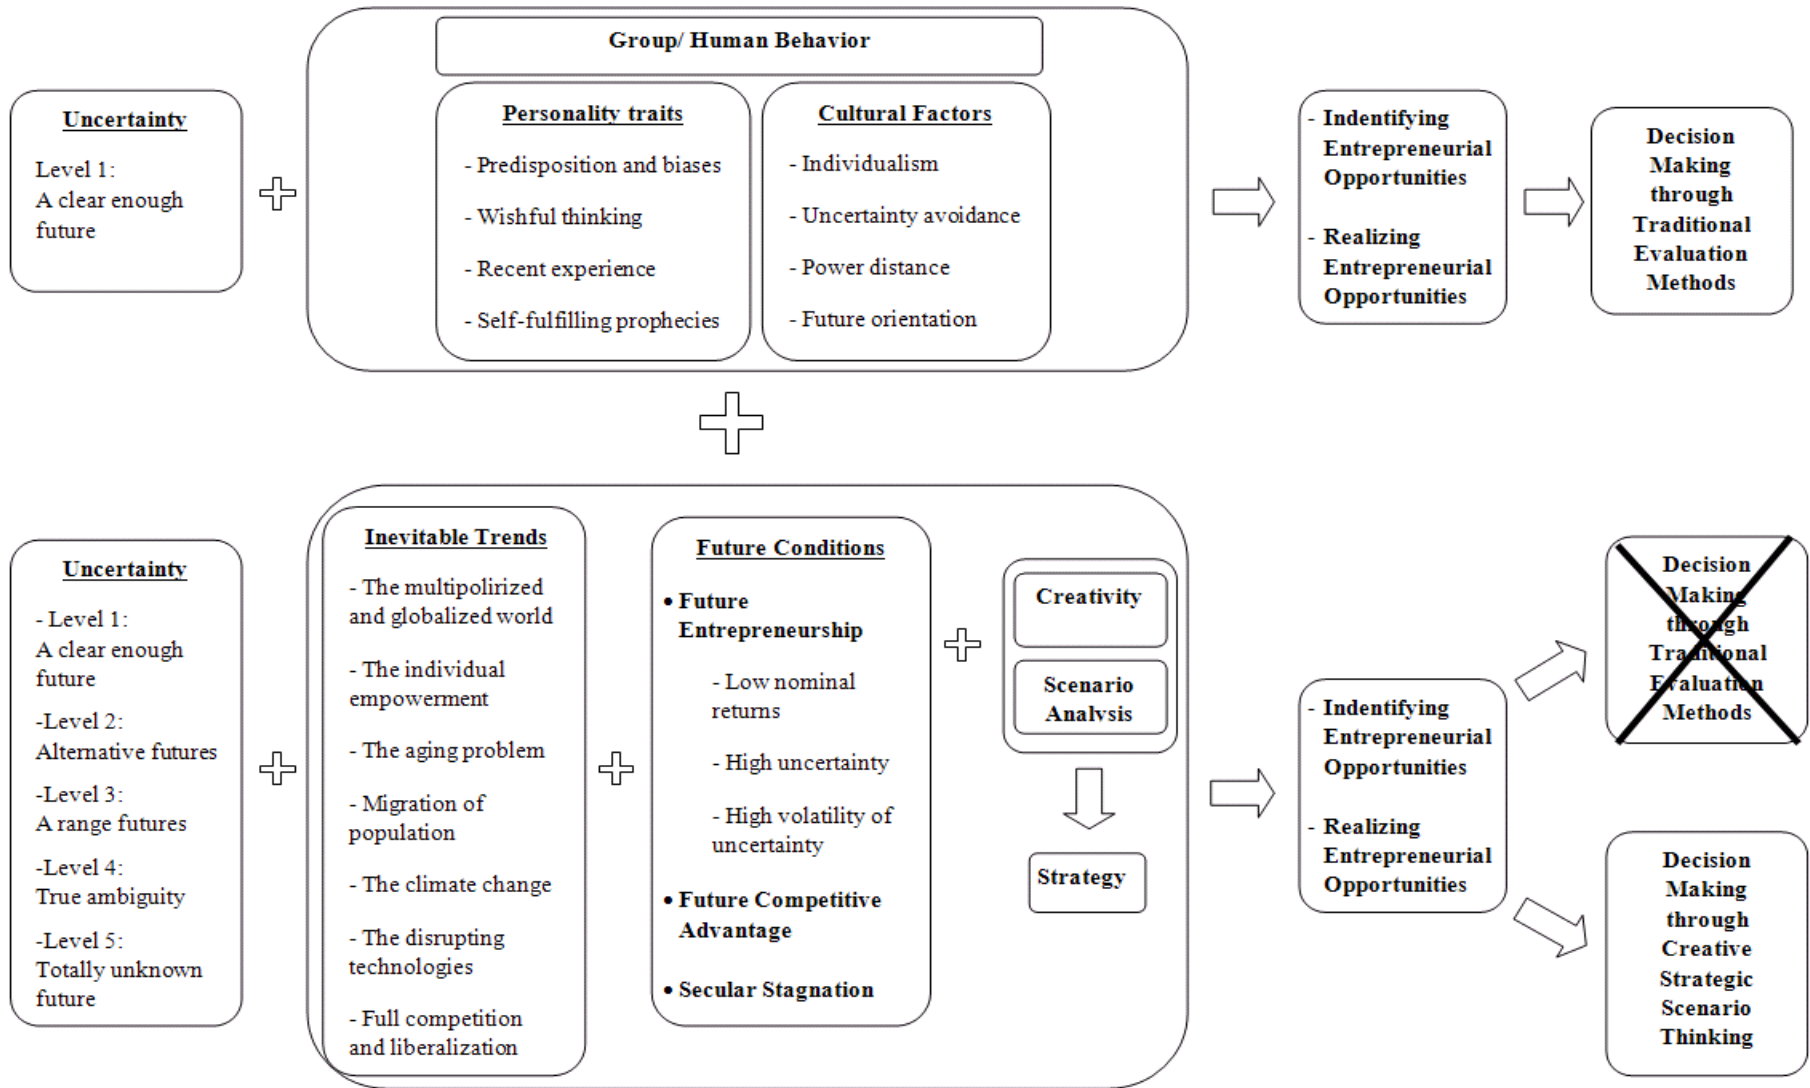 Group/ Human Behavior
Uncertainty
Level 1:
A clear enough
future
Personality traits
- Predisposition and biases
- Wishful thinking
- Recent experience
- Self-fulfilling prophecies
Cultural Factors
- Individualism
- Uncertainty avoidance
- Power distance
- Future orientation
- Indentifying
Entrepreneurial
Opportunities
- Realizing
Entrepreneurial
Opportunities
Decision
Making
through
Traditional
Evaluation
Methods
Uncertainty
- Level 1:
A clear enough
future
-Level 2:
Alternative futures
-Level 3:
A range futures
-Level 4:
True ambiguity
-Level 5:
Totally unknown
future
Inevitable Trends
- The multipolirized
and globalized world
- The individual
empowerment
- The aging problem
- Migration of
population
- The climate change
- The disrupting
technologies
- Full competition
and liberalization
Future Conditions
• Future
Entrepreneurship
- Low nominal
returns
- High uncertainty
- High volatility of
uncertainty
• Future Competitive
Advantage
• Secular Stagnation
Creativity
Scenario
Analysis
Strategy
- Indentifying
Entrepreneurial
Opportunities
- Realizing
Entrepreneurial
Opportunities
Decision
Making
through
Traditional
Evaluation
Methods
Decision
Making
through
Creative
Strategic
Scenario
Thinking